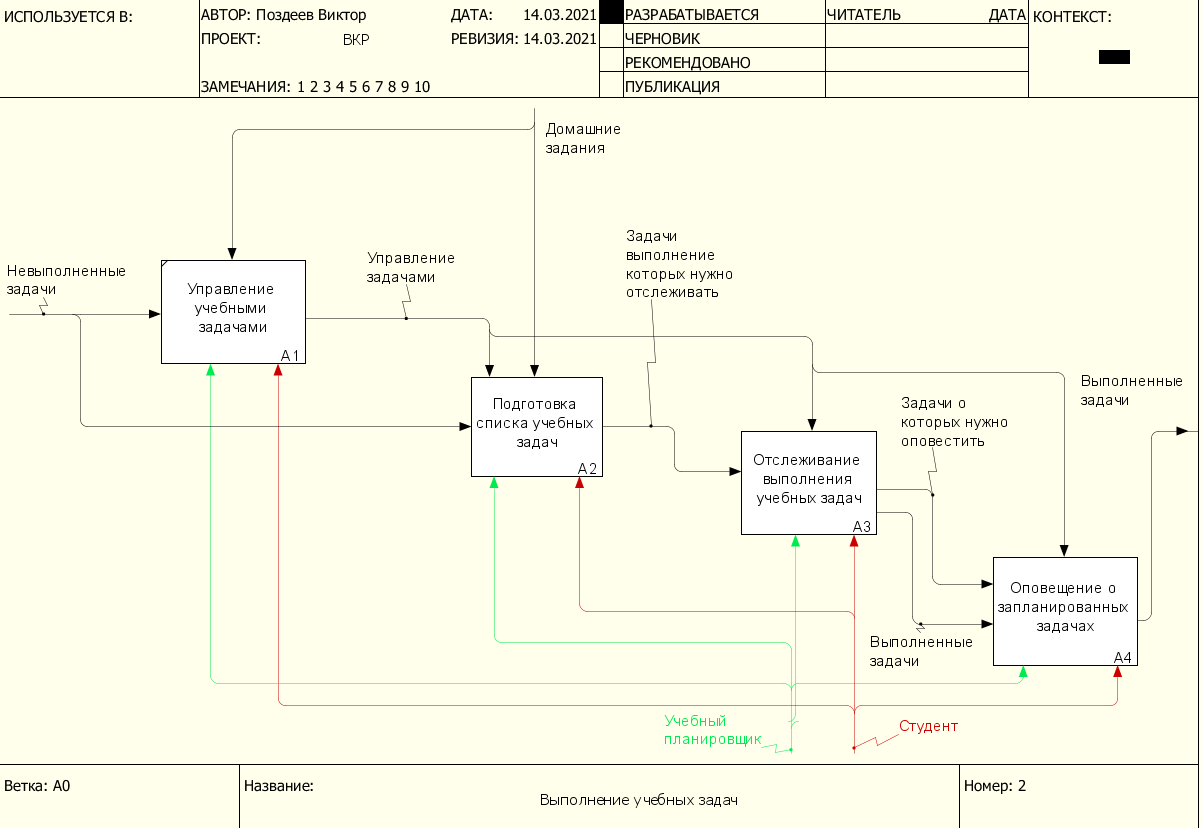 ИСПОЛЬЗУЕТСЯ В:
АВТОР: Поздеев Виктор
ДАТА: 14.03.2021
ПРОЕКТ: ВКР
РЕВИЗИЯ: 14.03.2021
ЗАМЕЧАНИЯ: 1 2 3 4 5 6 7 8 9 10
РАЗРАБАТЫВАЕТСЯ
ЧЕРНОВИК
РЕКОМЕНДОВАНО
ПУБЛИКАЦИЯ
ЧИТАТЕЛЬ
ДАТА
КОНТЕКСТ:
Домашние
задания
Невыполненные
задачи
Управление
учебными
задачами
A1
Управление
задачами
Задачи
выполнение
которых нужно
отслеживать
Подготовка
списка учебных
задач
A2
Отслеживание
выполнения
учебных задач
A3
Задачи о
которых нужно
оповестить
Выполненные
задачи
Оповещение о
запланированных
задачах
A4
Выполненные
задачи
Учебный
планировщик
Студент
Ветка: A0
Название:
Выполнение учебных задач
Номер: 2